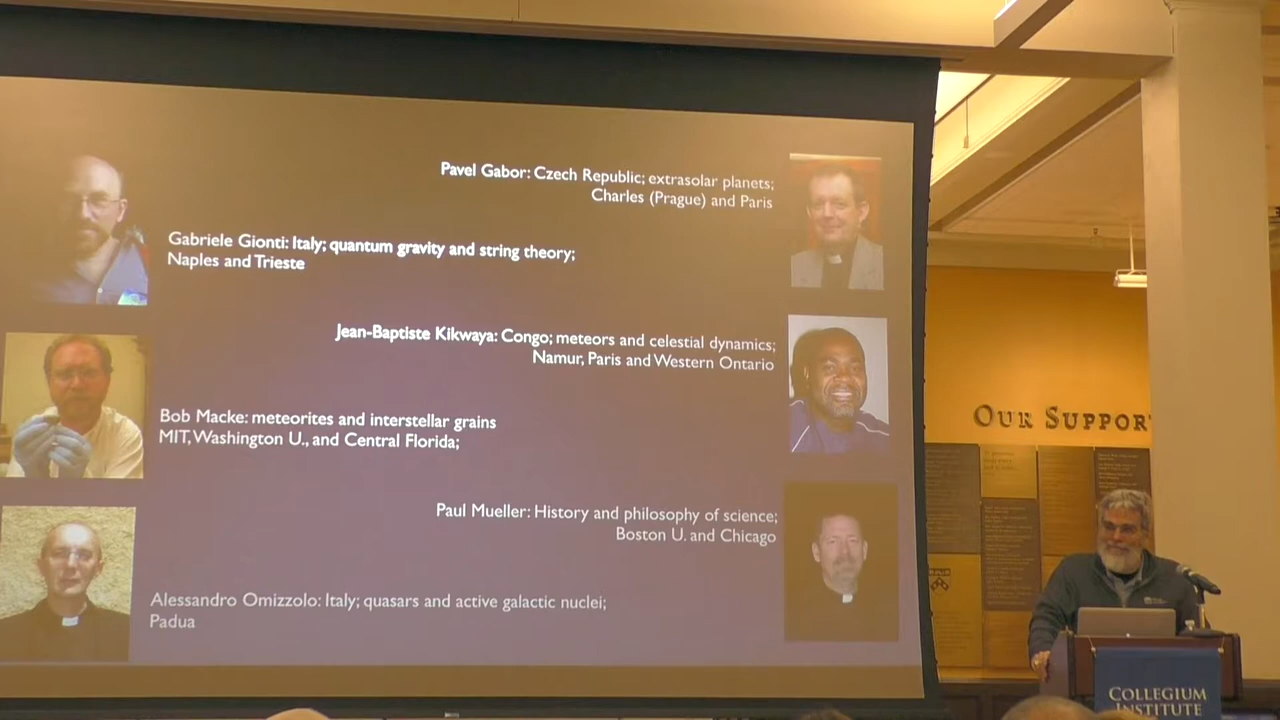 Pavel Gabor: Czech Republic; extrasolar planets;
Charles (Prague) and Paris
Gabriele Gionti: Italy; quantum gravity and string theory;
Naples and Trieste
Jean-Baptiste Kikwaya: Congo; meteors and celestial dynamics;
Namur, Paris and Western Ontario
Bob Macke: meteorites and interstellar grains
MIT, Washington U., and Central Florida;
Paul Mueller: History and philosophy of science;
Boston U. and Chicago
Alessandro Omizzolo: Italy; quasars and active galactic nuclei;
Padua
OUR SUPPORT
COLLEGIUM
INSTITUTE